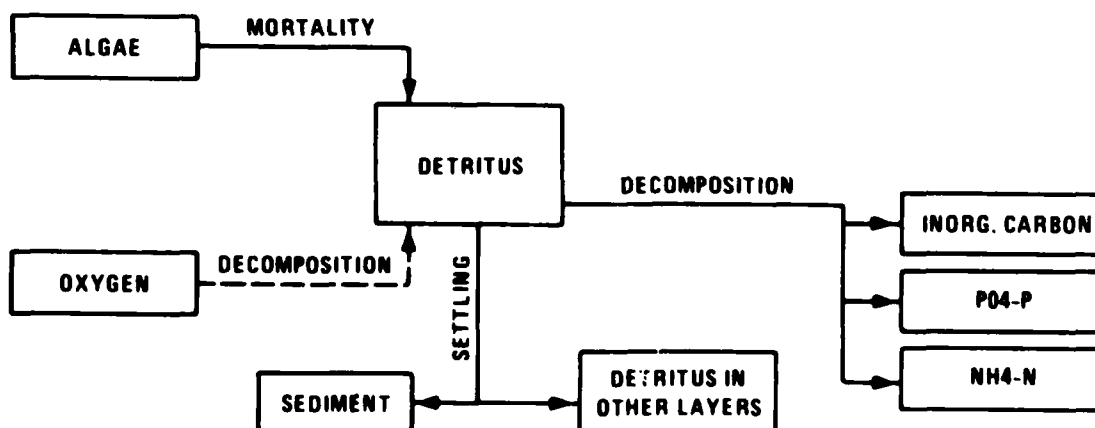 MORTALITY
ALGAE
DETRITUS
DECOMPOSITION
INORG. CARBON
DECOMPOSITION
OXYGEN
PO4-P
SETTLING
NH4-N
DETRITUS IN
OTHER LAYERS
SEDIMENT